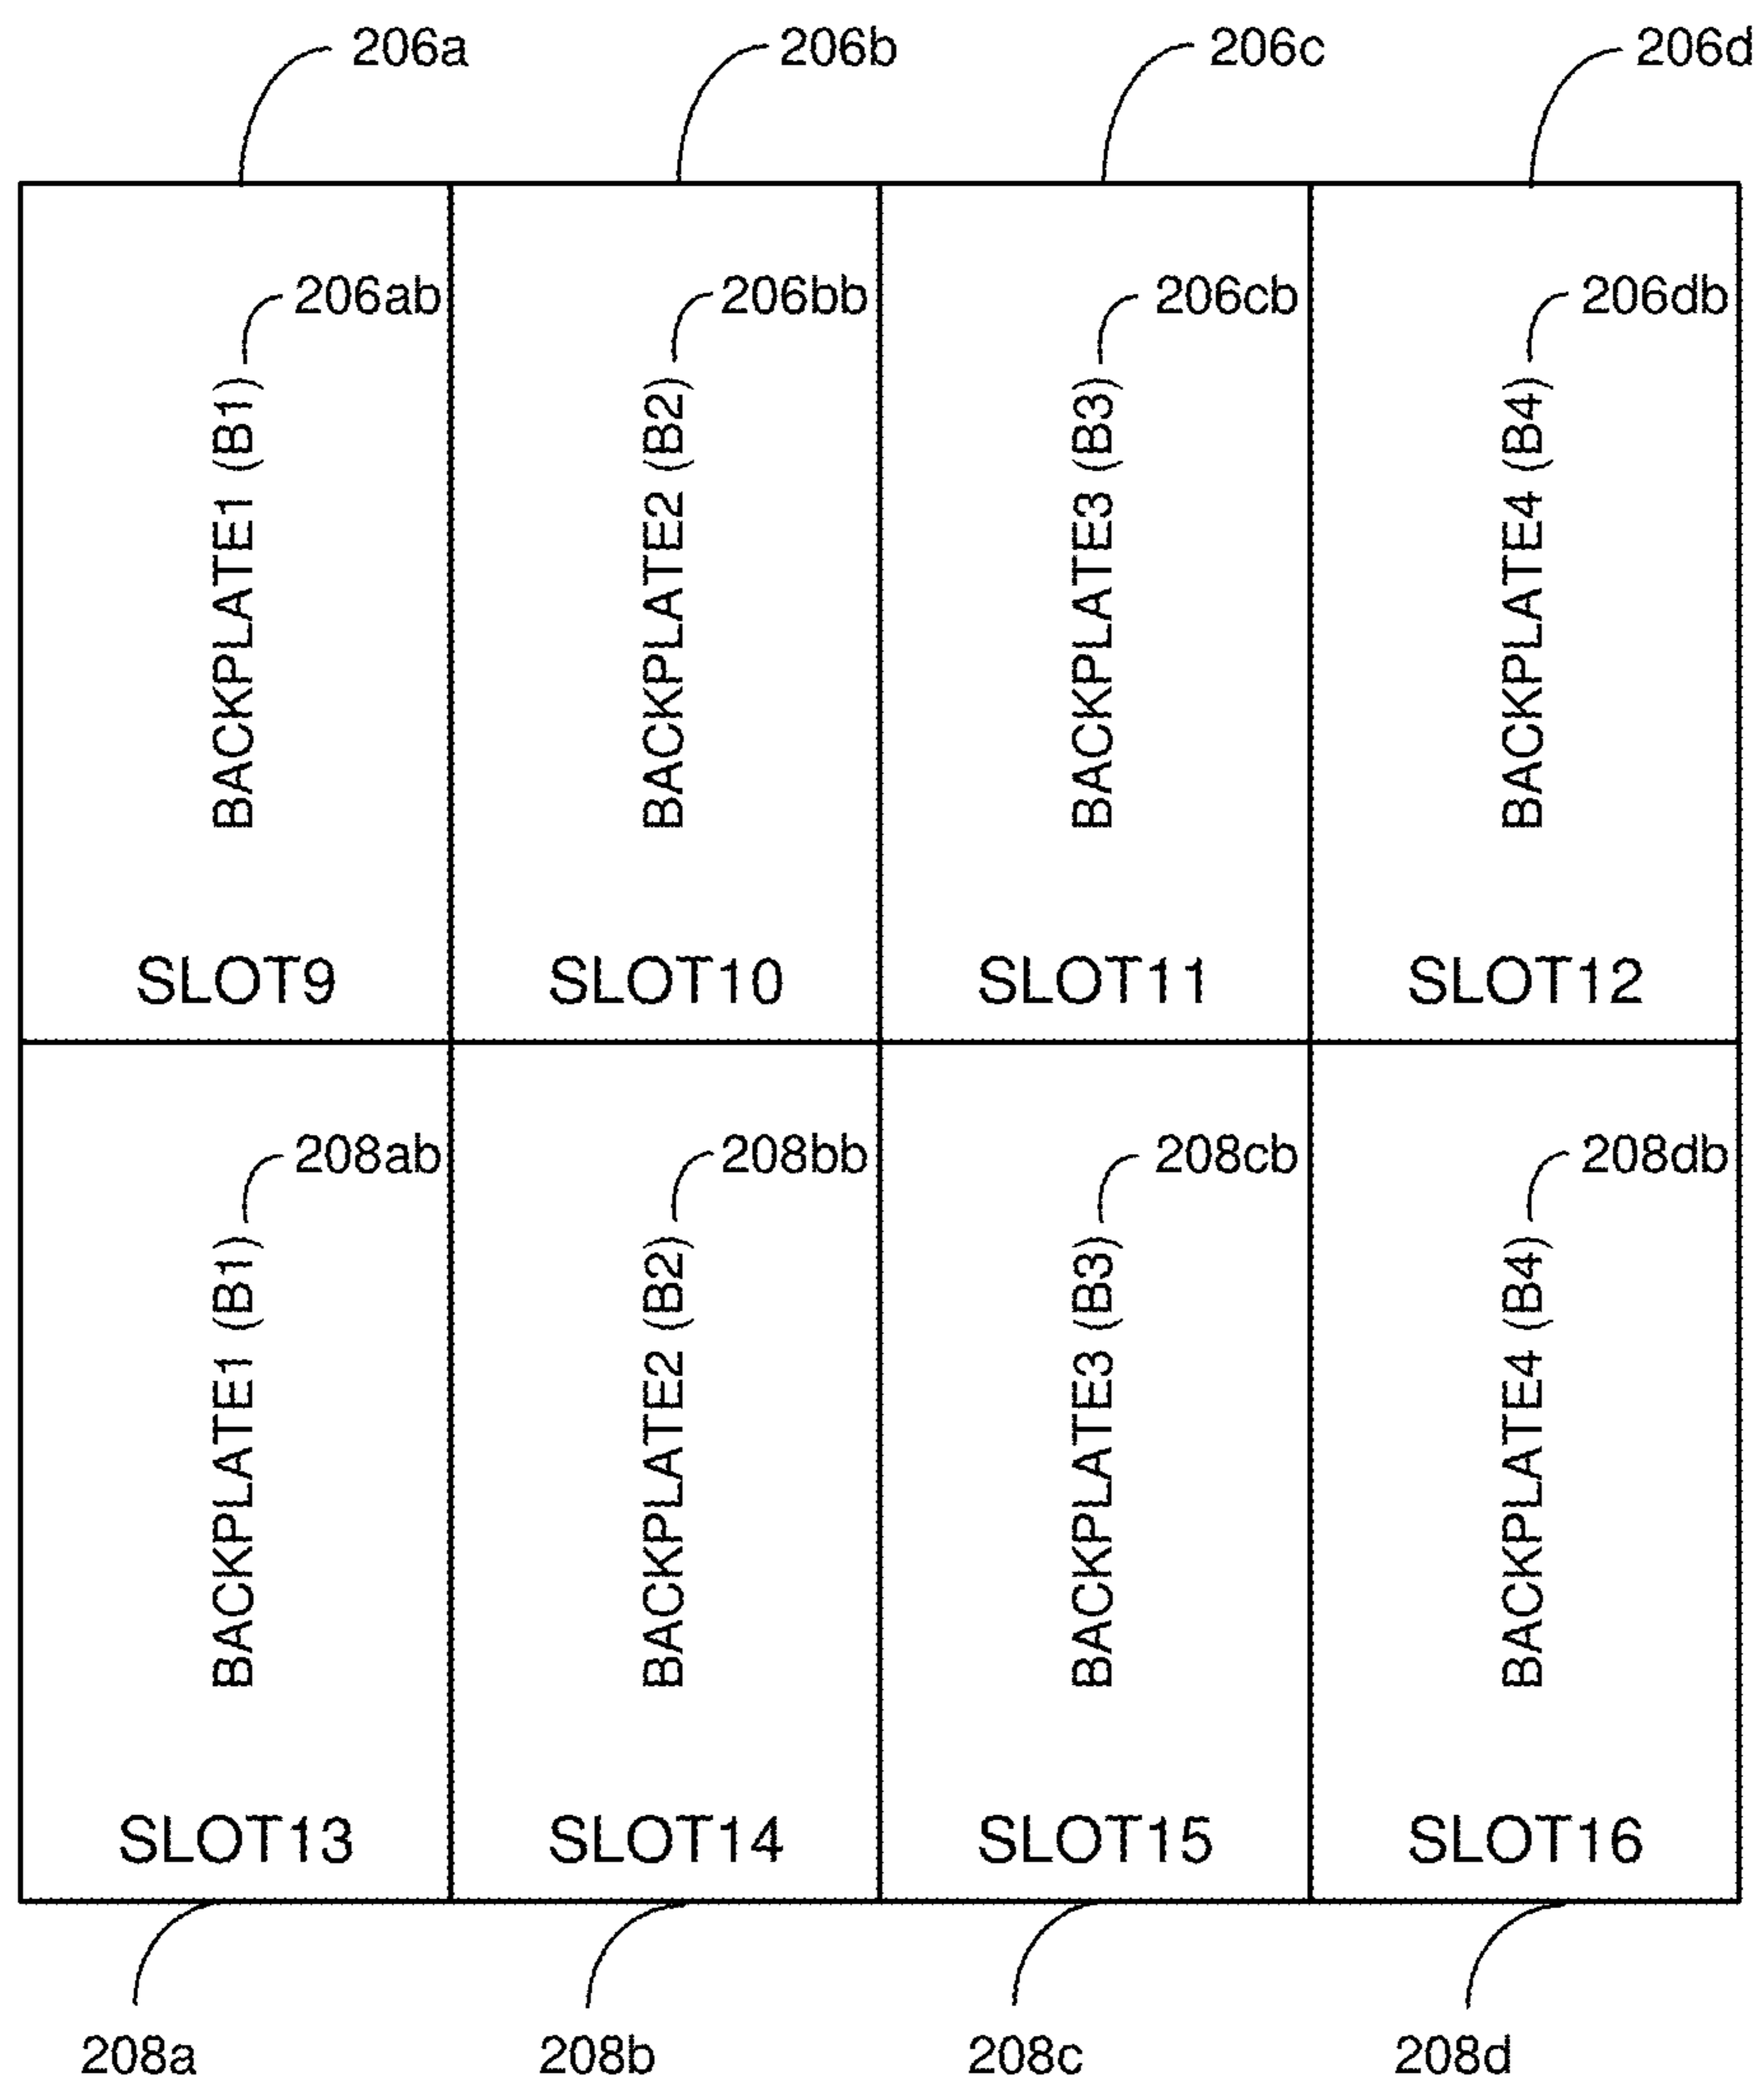 206a 206b 206c 206d
206ab 206bb 206cb 206db
BACKPLATE1 (B1) BACKPLATE2 (B2) BACKPLATE3 (B3) BACKPLATE4 (B4)
SLOT9 SLOT10 SLOT11 SLOT12
208ab 208bb 208cb 208db
BACKPLATE1 (B1) BACKPLATE2 (B2) BACKPLATE3 (B3) BACKPLATE4 (B4)
SLOT13 SLOT14 SLOT15 SLOT16
208a 208b 208c 208d